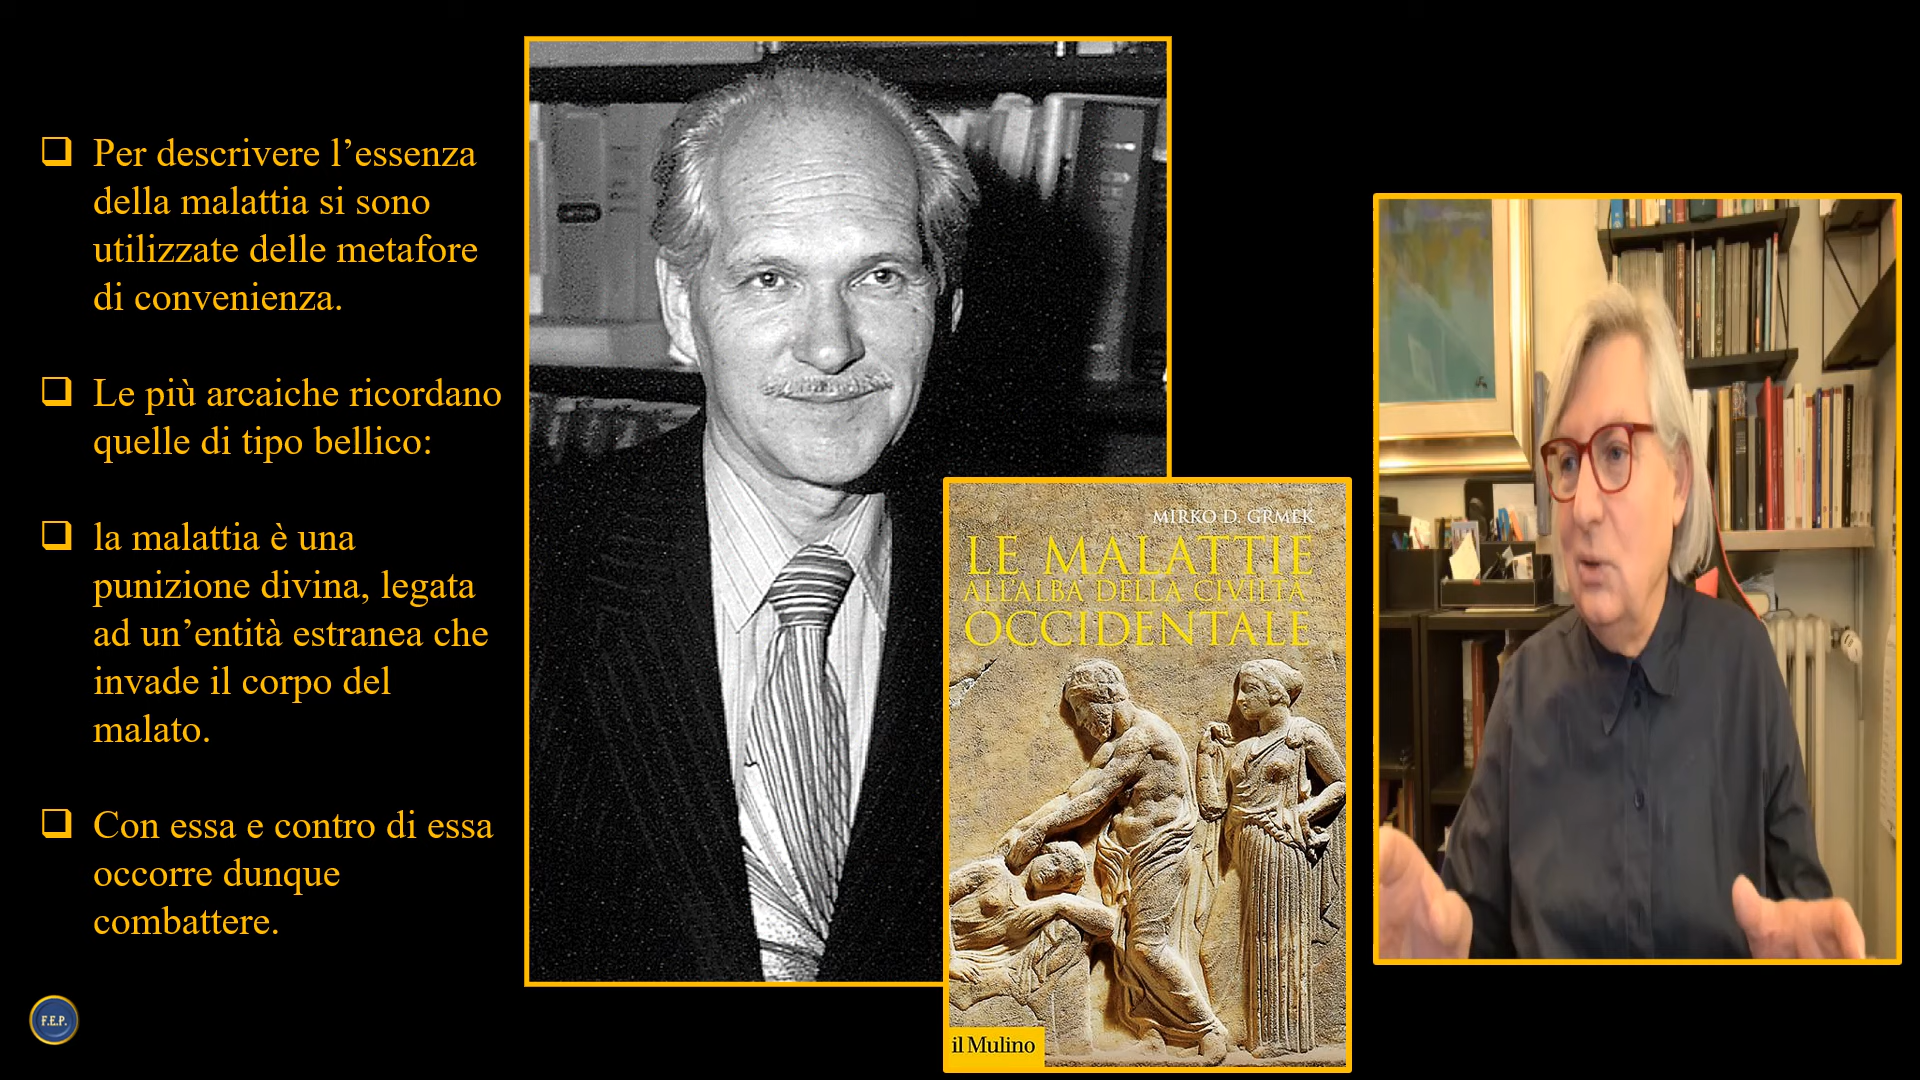 Per descrivere l’essenza
della malattia si sono
utilizzate delle metafore
di convenienza.
Le più arcaiche ricordano
quelle di tipo bellico:
la malattia è una
punizione divina, legata
ad un’entità estranea che
invade il corpo del
malato.
Con essa e contro di essa
occorre dunque
combattere.
F.E.P.
MIRKO D. GRMEK
LE MALATTIE
ALL'ALBA DELLA CIVILTÀ
OCCIDENTALE
il Mulino